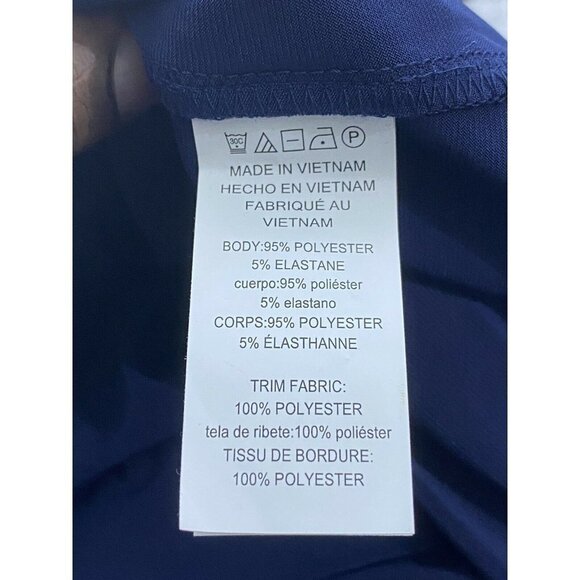 30C P
MADE IN VIETNAM
HECHO EN VIETNAM
FABRIQUÉ AU
VIETNAM
BODY:95% POLYESTER
5% ELASTANE
cuerpo:95% poliéster
5% elastano
CORPS:95% POLYESTER
5% ÉLASTHANNE
TRIM FABRIC:
100% POLYESTER
tela de ribete:100% poliéster
TISSU DE BORDURE:
100% POLYESTER